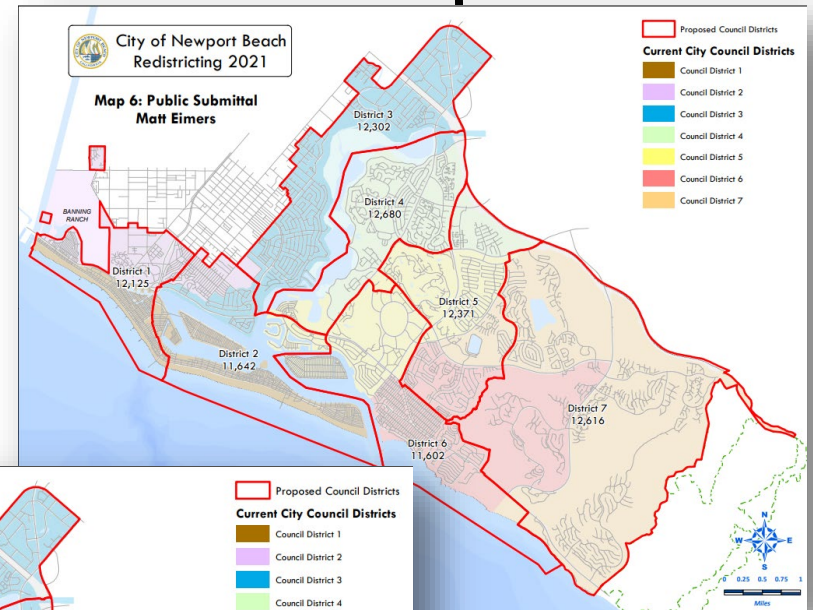 City of Newport Beach
Redistricting 2021
Map 6: Public Submittal
Matt Eimers
Proposed Council Districts
Current City Council Districts
Council District 1
Council District 2
Council District 3
Council District 4
Council District 5
Council District 6
Council District 7
District 3
12,302
District 4
12,680
BANNING
RANCH
District 1
12,125
District 5
12,371
District 2
11,642
District 7
12,616
District 6
11,602
N
W
E
S
0 0.25 0.5 0.75 1
Miles
Proposed Council Districts
Current City Council Districts
Council District 1
Council District 2
Council District 3
Council District 4